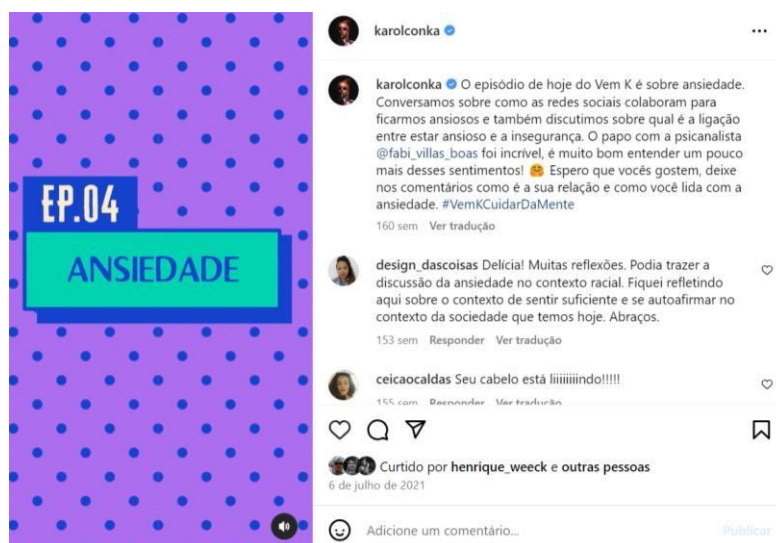 EP.04
ANSIEDADE
karolconka
karolconka O episódio de hoje do Vem K é sobre ansiedade.
Conversamos sobre como as redes sociais colaboram para
ficarmos ansiosos e também discutimos sobre qual é a ligação
entre estar ansioso e a insegurança. O papo com a psicanalista
@fabi_villas_boas foi incrível, é muito bom entender um pouco
mais desses sentimentos! 🤗 Espero que vocês gostem, deixe
nos comentários como é a sua relação e como você lida com a
ansiedade. #VemKCuidarDaMente
160 sem Ver tradução
design_dascoisas Delícia! Muitas reflexões. Podia trazer a
discussão da ansiedade no contexto racial. Fiquei refletindo
aqui sobre o contexto de sentir suficiente e se autoafirmar no
contexto da sociedade que temos hoje. Abraços.
153 sem Responder Ver tradução
ceicaocaldas Seu cabelo está liiiiiiiindo!!!!!
155 sem Responder Ver tradução
Curtido por henrique_weeck e outras pessoas
6 de julho de 2021
Adicione um comentário...
Publicar